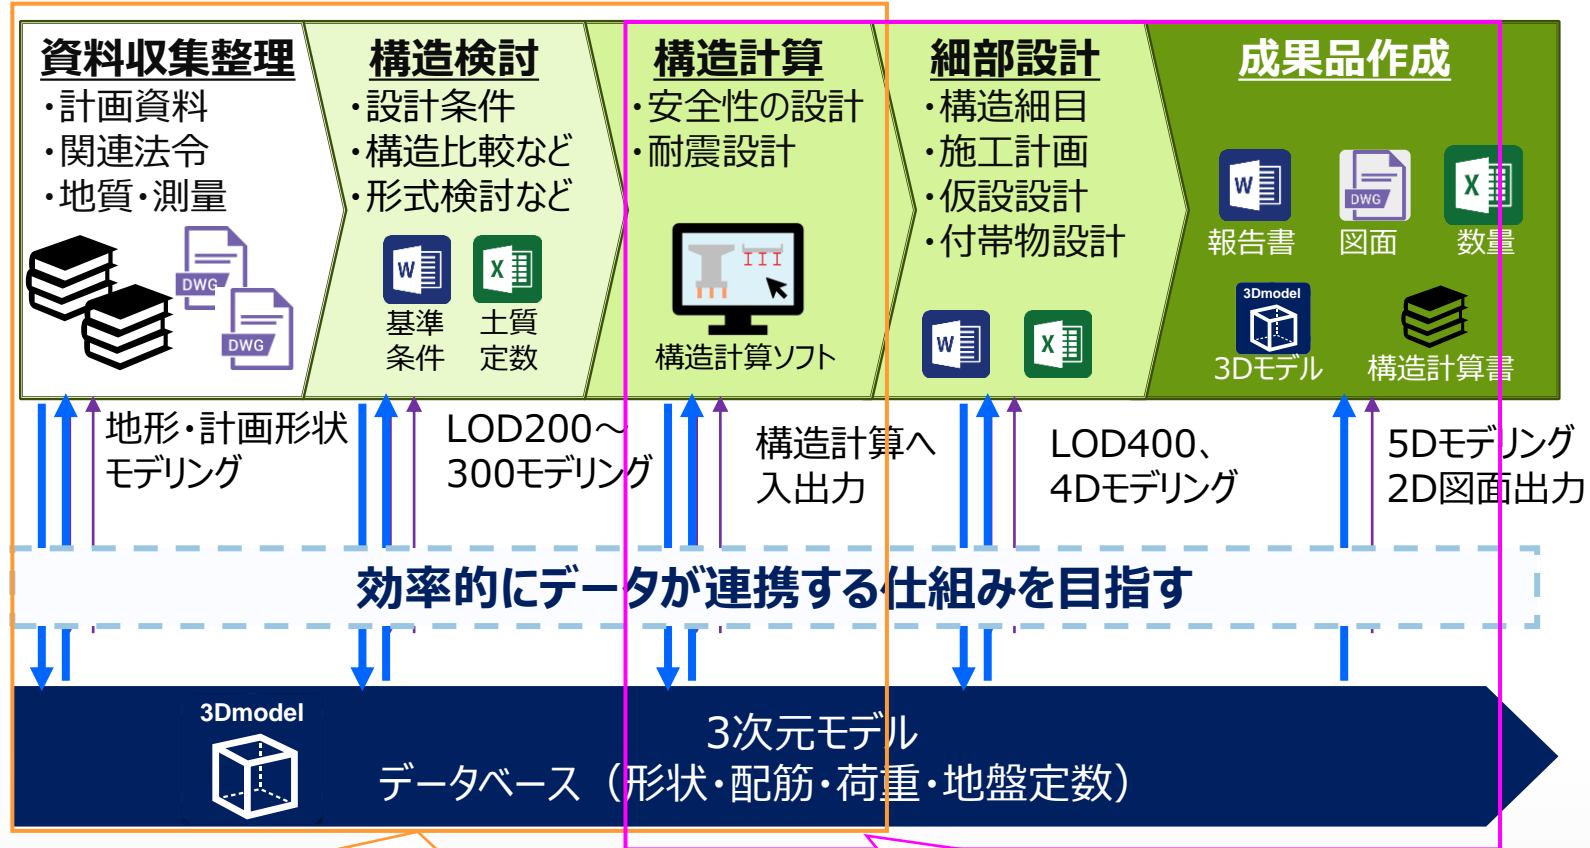 資料収集整理
・計画資料
・関連法令
・地質・測量
DWG
DWG
構造検討
・設計条件
・構造比較など
・形式検討など
W
X
基準
条件
土質
定数
構造計算
・安全性の設計
・耐震設計
構造計算ソフト
細部設計
・構造細目
・施工計画
・仮設設計
・付帯物設計
W
X
成果品作成
W
DWG
X
報告書
図面
数量
3Dmodel
3Dモデル
構造計算書
地形・計画形状
モデリング
LOD200～
300モデリング
構造計算へ
入出力
LOD400、
4Dモデリング
5Dモデリング
2D図面出力
効率的にデータが連携する仕組みを目指す
3Dmodel
3次元モデル
データベース（形状・配筋・荷重・地盤定数）